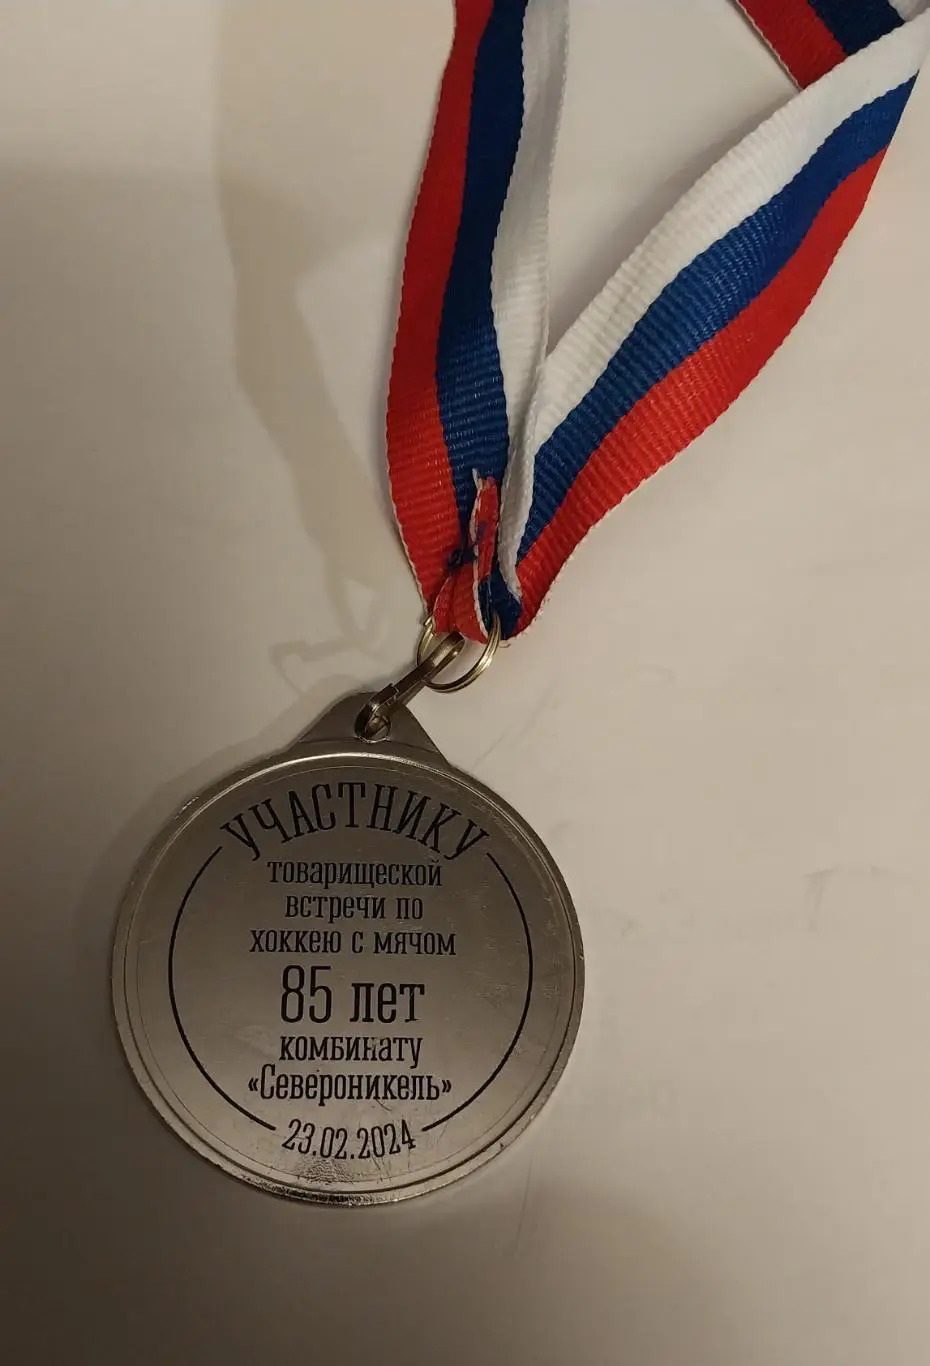 УЧАСТНИКУ
товарищеской
встречи по
хоккею с мячом
85 лет
комбинату
«Североникель»
23.02.2024